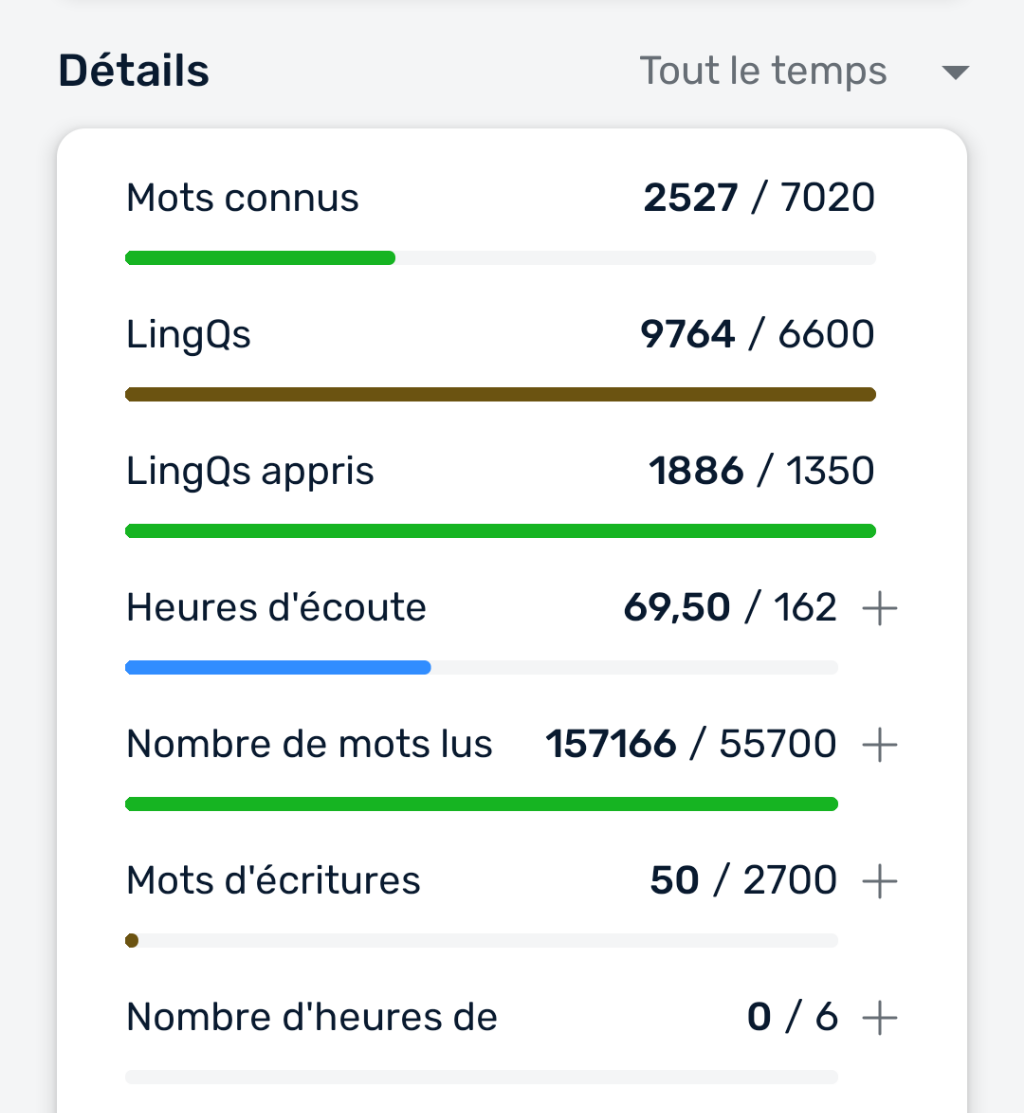 Détails
Tout le temps
Mots connus 2527 / 7020
LingQs 9764 / 6600
LingQs appris 1886 / 1350
Heures d'écoute 69,50 / 162 +
Nombre de mots lus 157166 / 55700 +
Mots d'écritures 50 / 2700 +
Nombre d'heures de 0 / 6 +